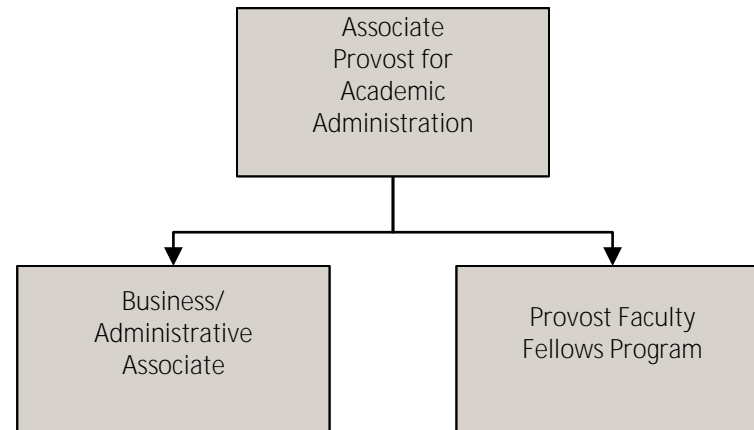 Associate
Provost for
Academic
Administration
Business/
Administrative
Associate
Provost Faculty
Fellows Program